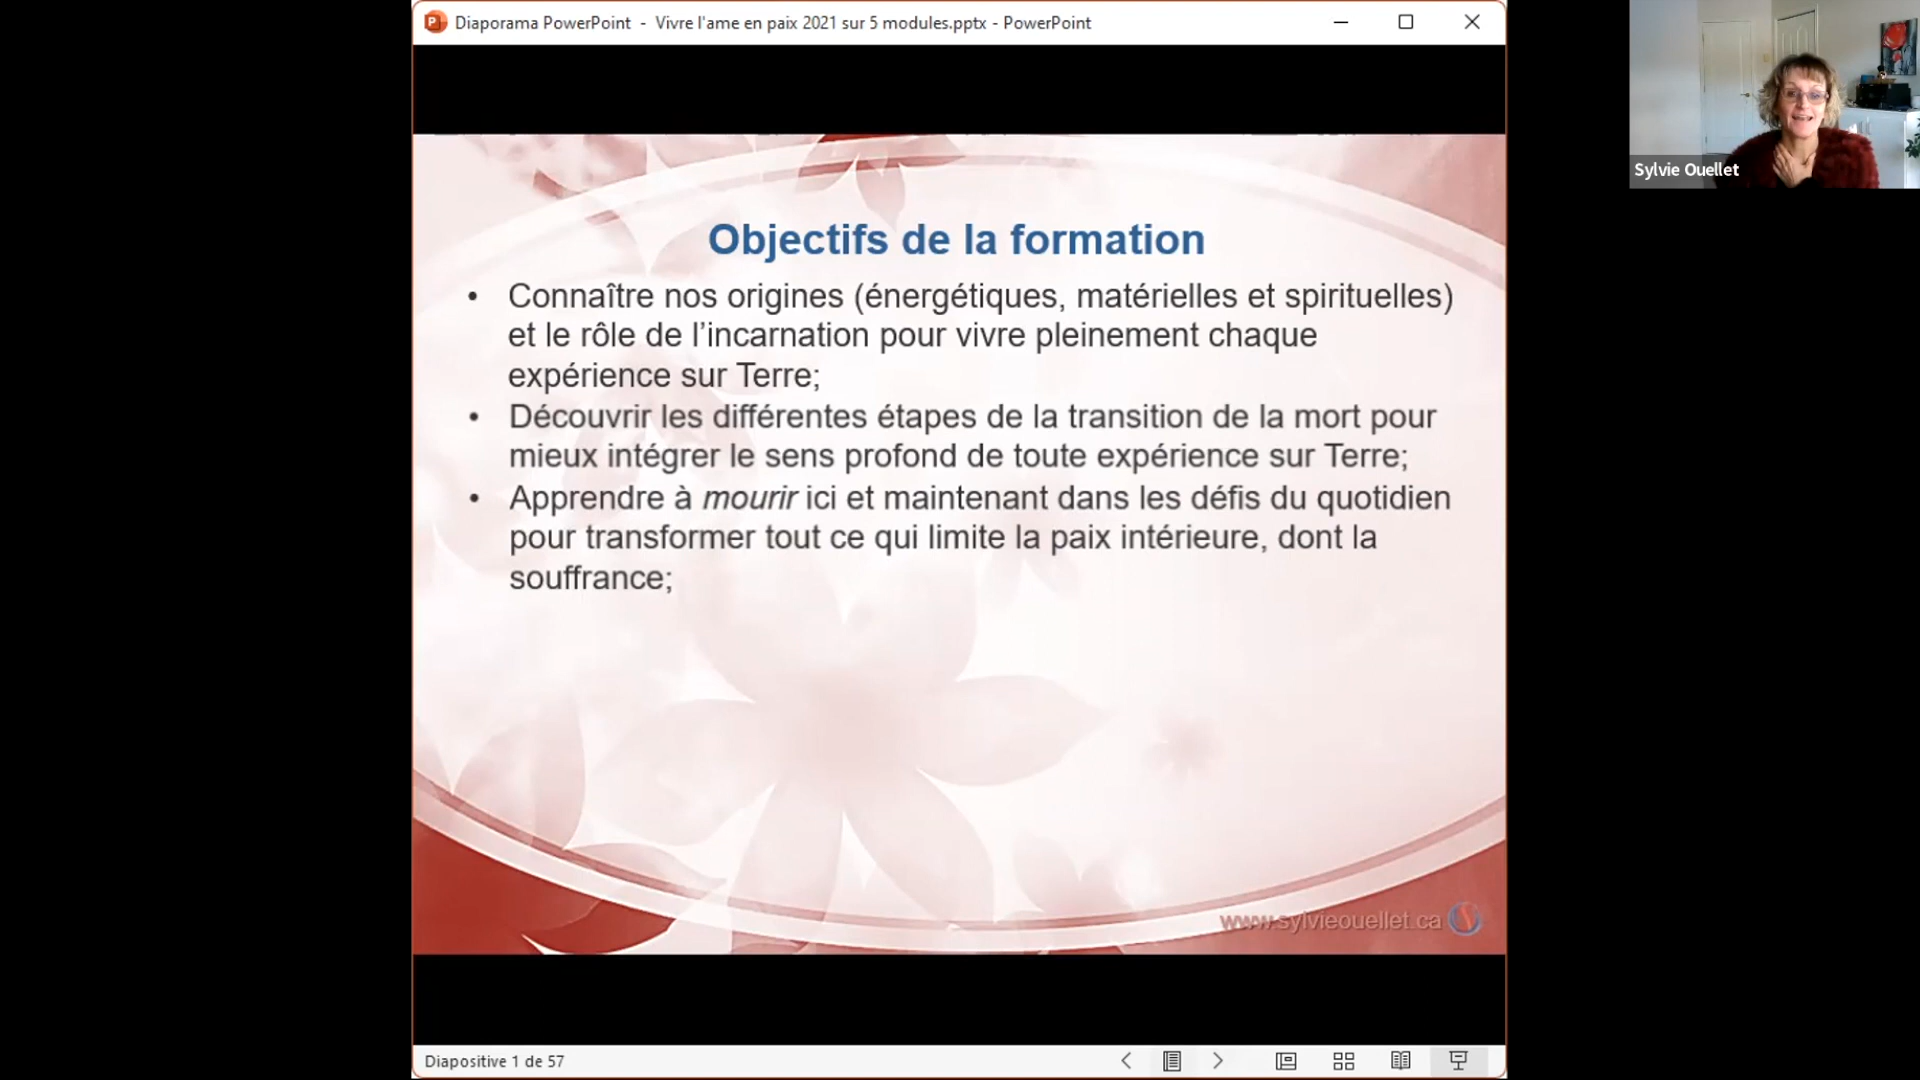 Diaporama PowerPoint - Vivre l'ame en paix 2021 sur 5 modules.pptx - PowerPoint
Sylvie Ouellet
Objectifs de la formation
• Connaître nos origines (énergétiques, matérielles et spirituelles)
et le rôle de l’incarnation pour vivre pleinement chaque
expérience sur Terre;
• Découvrir les différentes étapes de la transition de la mort pour
mieux intégrer le sens profond de toute expérience sur Terre;
• Apprendre à mourir ici et maintenant dans les défis du quotidien
pour transformer tout ce qui limite la paix intérieure, dont la
souffrance;
www.sylvieouellet.ca
Diapositive 1 de 57